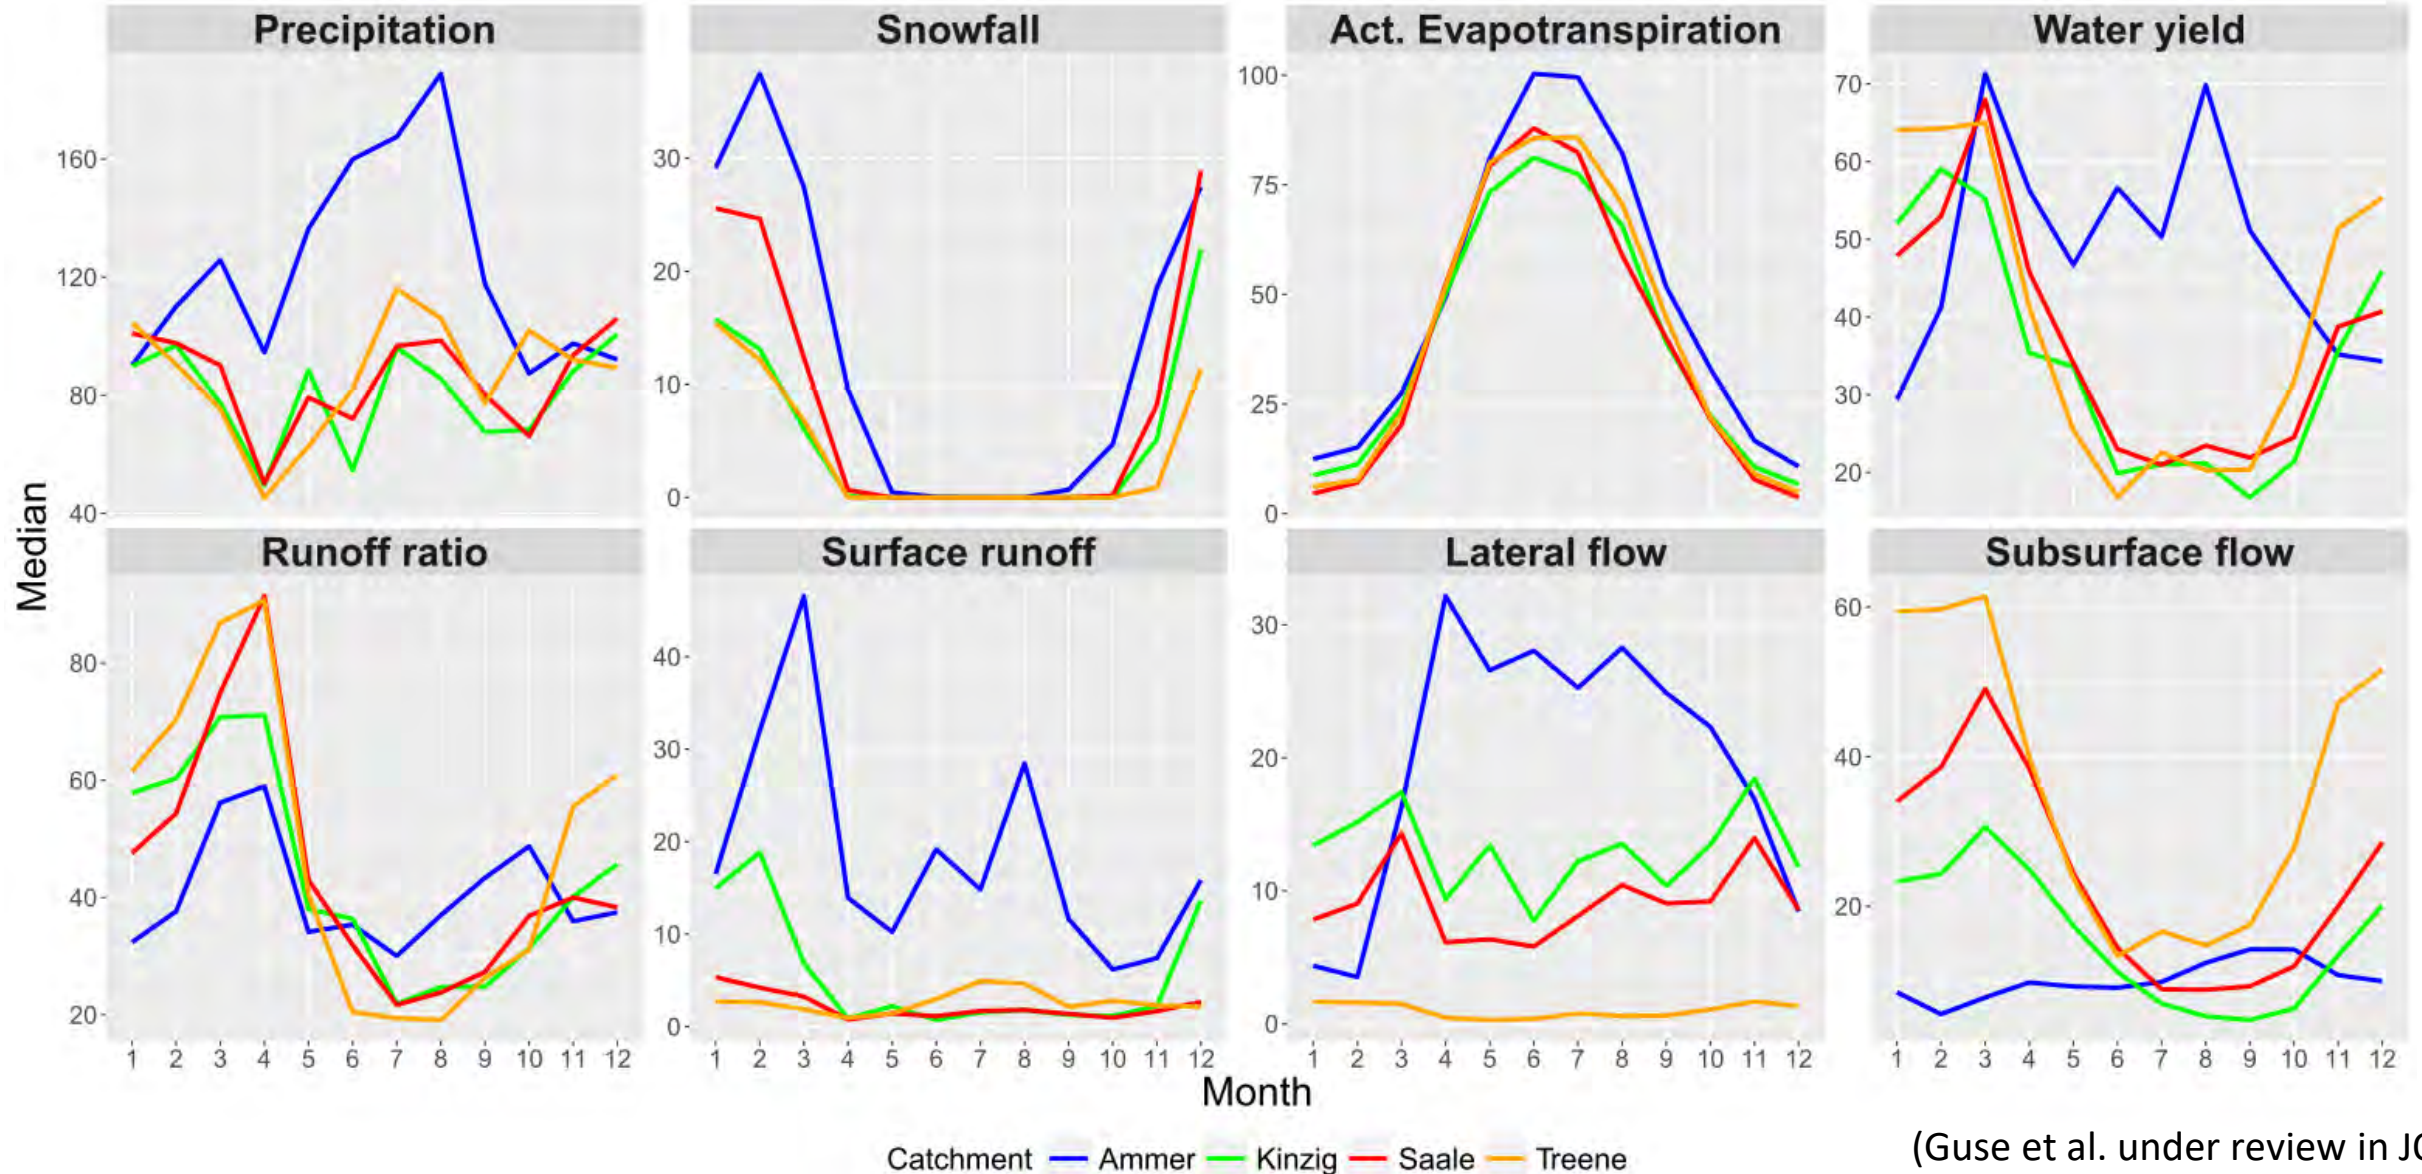 Precipitation
Snowfall
Act. Evapotranspiration
Water yield
160
120
80
40
30
20
10
0
100
75
50
25
0
70
60
50
40
30
20
Median
Runoff ratio
Surface runoff
Lateral flow
Subsurface flow
80
60
40
20
40
30
20
10
0
30
20
10
0
60
40
20
1 2 3 4 5 6 7 8 9 10 11 12
1 2 3 4 5 6 7 8 9 10 11 12
1 2 3 4 5 6 7 8 9 10 11 12
1 2 3 4 5 6 7 8 9 10 11 12
Month
Catchment Ammer Kinzig Saale Treene
(Guse et al. under review in